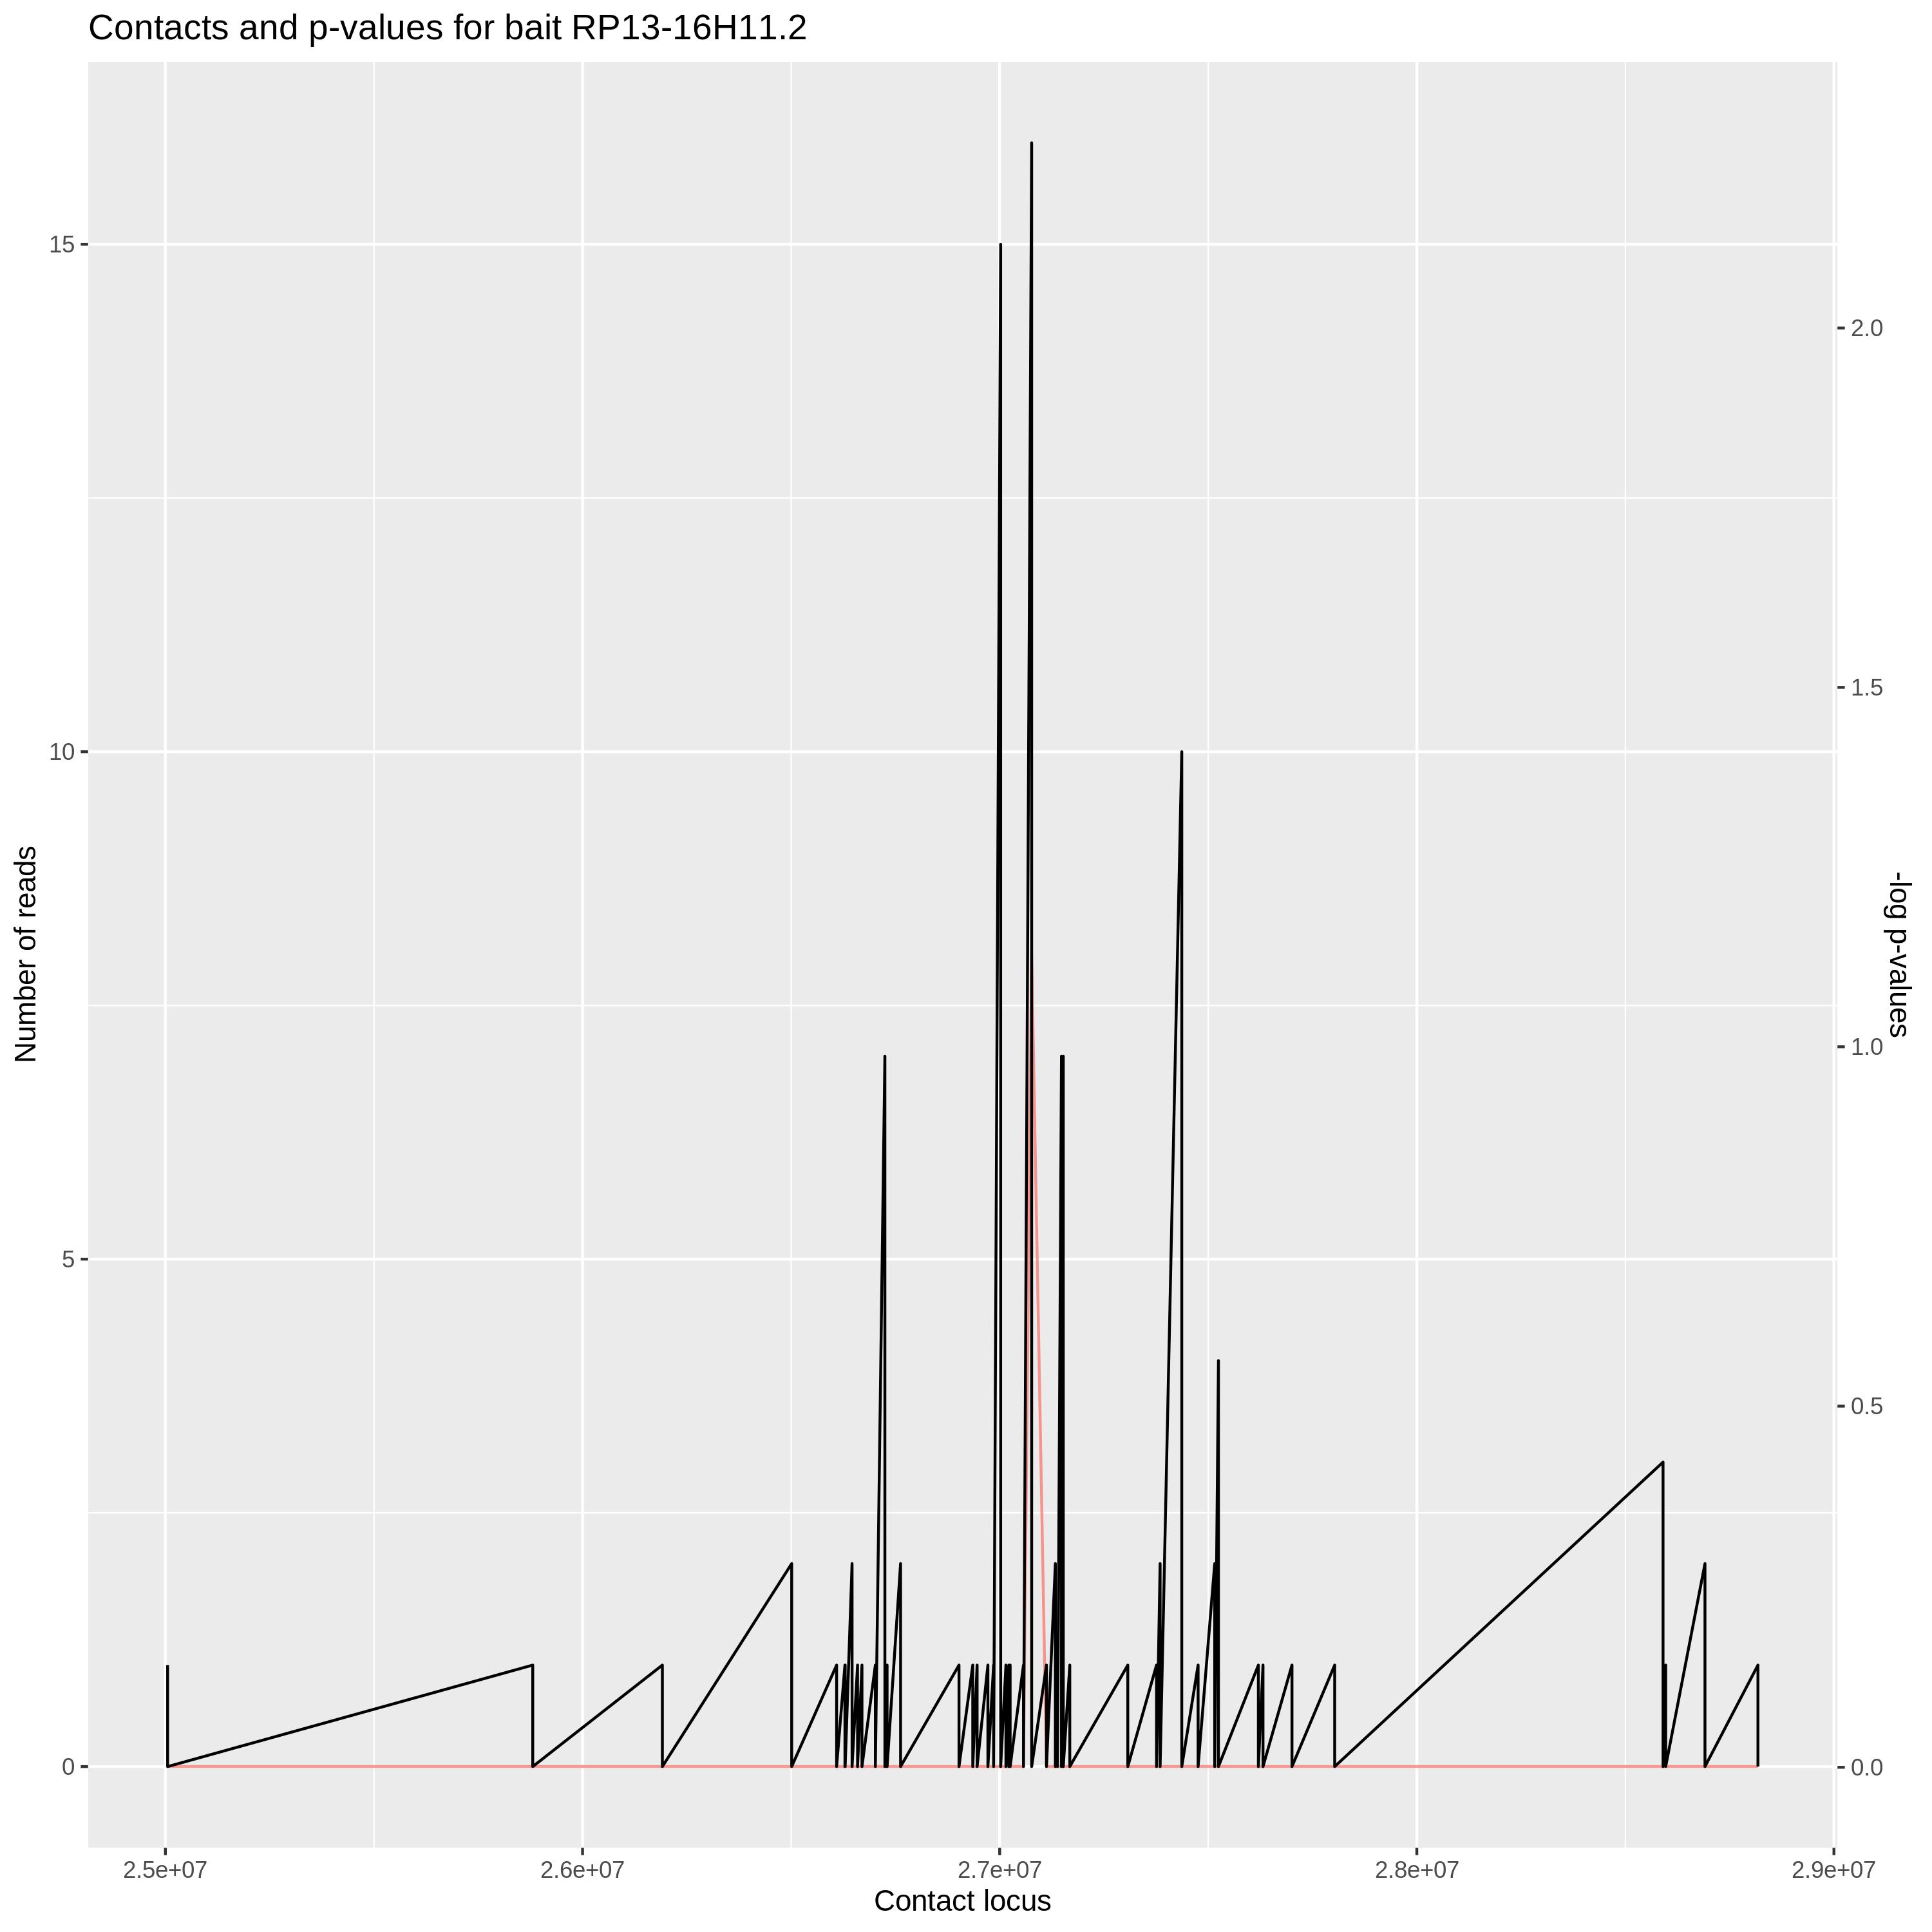 Contacts and p-values for bait RP13-16H11.2
15
10
5
0
Number of reads
2.0
1.5
1.0
0.5
0.0
-log p-values
2.5e+07 2.6e+07 2.7e+07 2.8e+07 2.9e+07
Contact locus